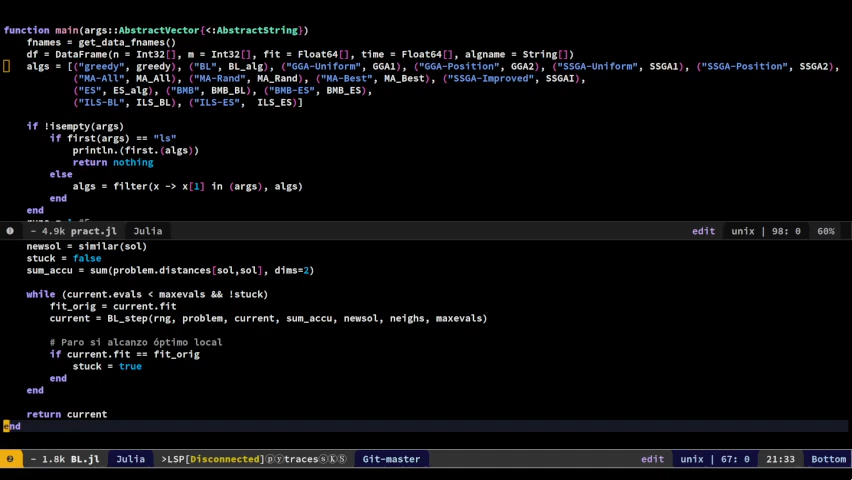 function main(args::AbstractVector{<:AbstractString})
    fnames = get_data_fnames()
    df = DataFrame(n = Int32[], m = Int32[], fit = Float64[], time = Float64[], algname = String[])
    algs = [("greedy", greedy), ("BL", BL_alg), ("GGA-Uniform", GGA1), ("GGA-Position", GGA2), ("SSGA-Uniform", SSGA1), ("SSGA-Position", SSGA2),
            ("MA-All", MA_All), ("MA-Rand", MA_Rand), ("MA-Best", MA_Best), ("SSGA-Improved", SSGAI),
            ("ES", ES_alg), ("BMB", BMB_BL), ("BMB-ES", BMB_ES),
            ("ILS-BL", ILS_BL), ("ILS-ES",  ILS_ES)]
    if !isempty(args)
        if first(args) == "ls"
            println.(first.(algs))
            return nothing
        else
            algs = filter(x -> x[1] in (args), algs)
        end
    end
❶ - 4.9k pract.jl Julia edit unix | 98: 0 60%
    newsol = similar(sol)
    stuck = false
    sum_accu = sum(problem.distances[sol,sol], dims=2)
    while (current.evals < maxevals && !stuck)
        fit_orig = current.fit
        current = BL_step(rng, problem, current, sum_accu, newsol, neighs, maxevals)
        # Paro si alcanzo óptimo local
        if current.fit == fit_orig
            stuck = true
        end
    end
    return current
end
❷ - 1.8k BL.jl Julia >LSP[Disconnected]ⓟⓨtracesⓢⓀⓈ Git-master edit unix | 67: 0 21:33 Bottom